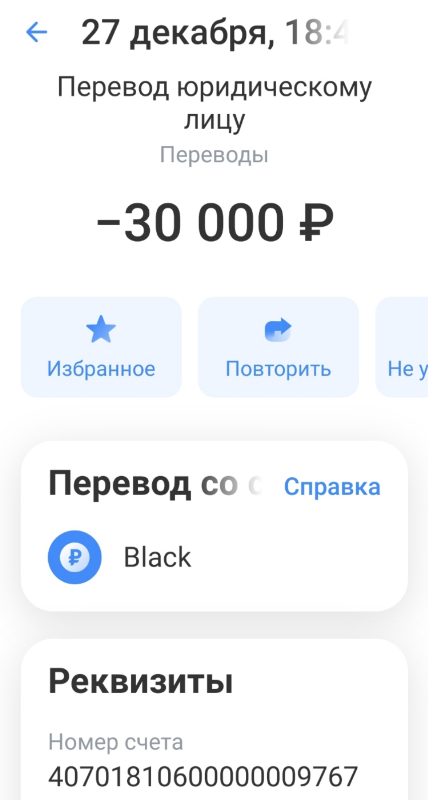 27 декабря, 18:4
Перевод юридическому
лицу
Переводы
–30 000 ₽
Избранное
Повторить
Не у
Перевод со
Справка
₽
Black
Реквизиты
Номер счета
40701810600000009767